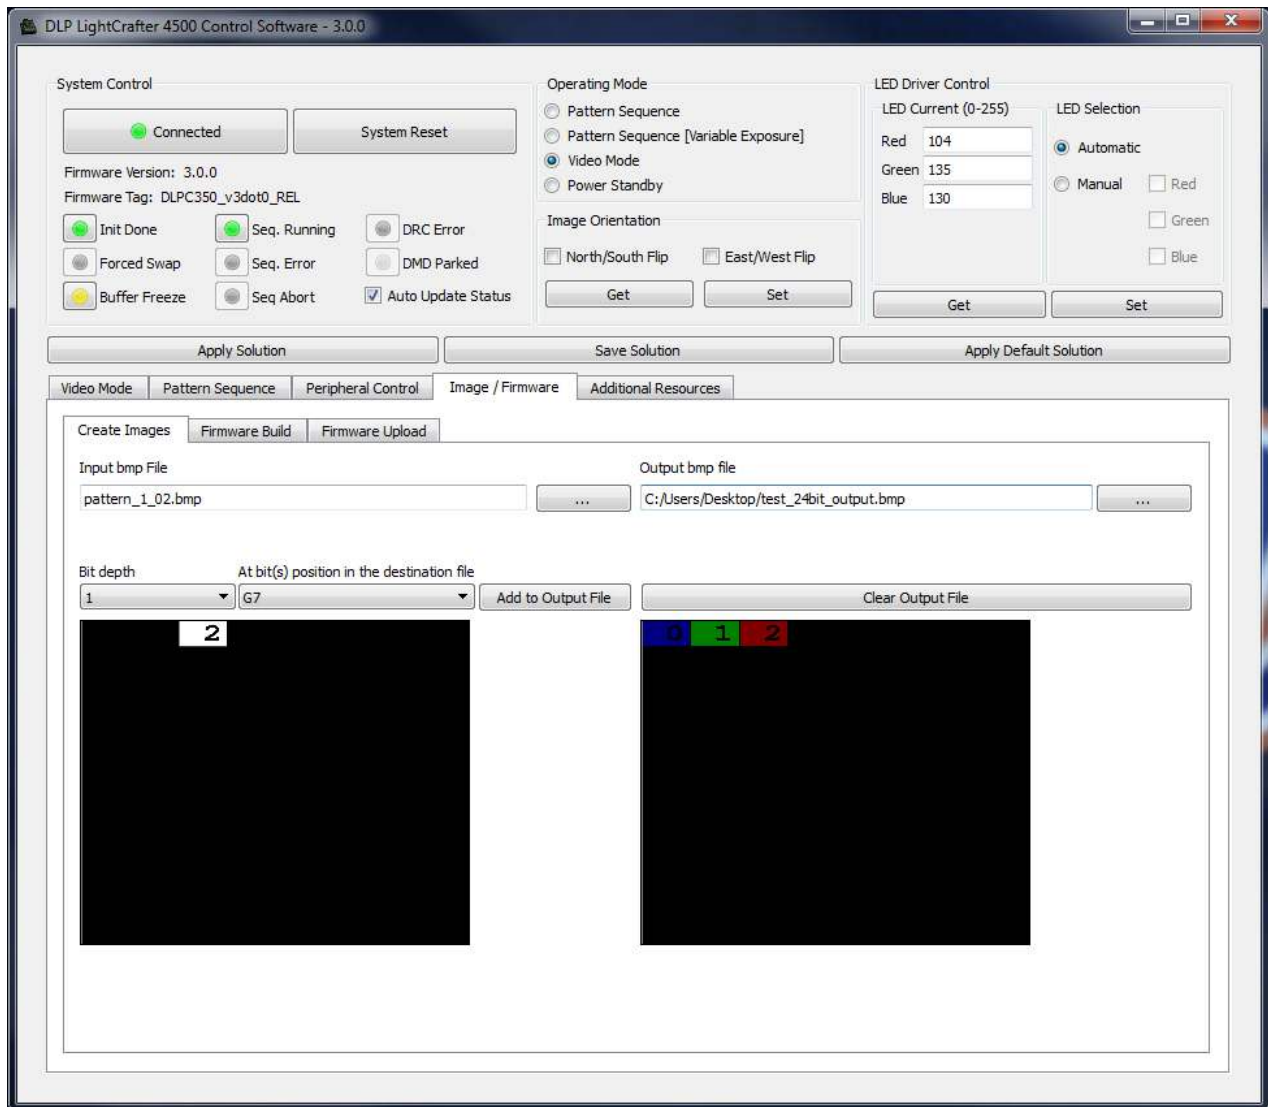 DLP LightCrafter 4500 Control Software - 3.0.0
System Control
Connected
System Reset
Firmware Version: 3.0.0
Firmware Tag: DLPC350_v3dot0_REL
Init Done
Seq. Running
DRC Error
Forced Swap
Seq. Error
DMD Parked
Buffer Freeze
Seq Abort
Auto Update Status
Operating Mode
Pattern Sequence
Pattern Sequence [Variable Exposure]
Video Mode
Power Standby
Image Orientation
North/South Flip
East/West Flip
Get
Set
LED Driver Control
LED Current (0-255)
Red 104
Green 135
Blue 130
LED Selection
Automatic
Manual
Red
Green
Blue
Get
Set
Apply Solution
Save Solution
Apply Default Solution
Video Mode
Pattern Sequence
Peripheral Control
Image / Firmware
Additional Resources
Create Images
Firmware Build
Firmware Upload
Input bmp File
pattern_1_02.bmp
...
Output bmp file
C:/Users/Desktop/test_24bit_output.bmp
...
Bit depth
1
At bit(s) position in the destination file
G7
Add to Output File
Clear Output File
2
0 1 2